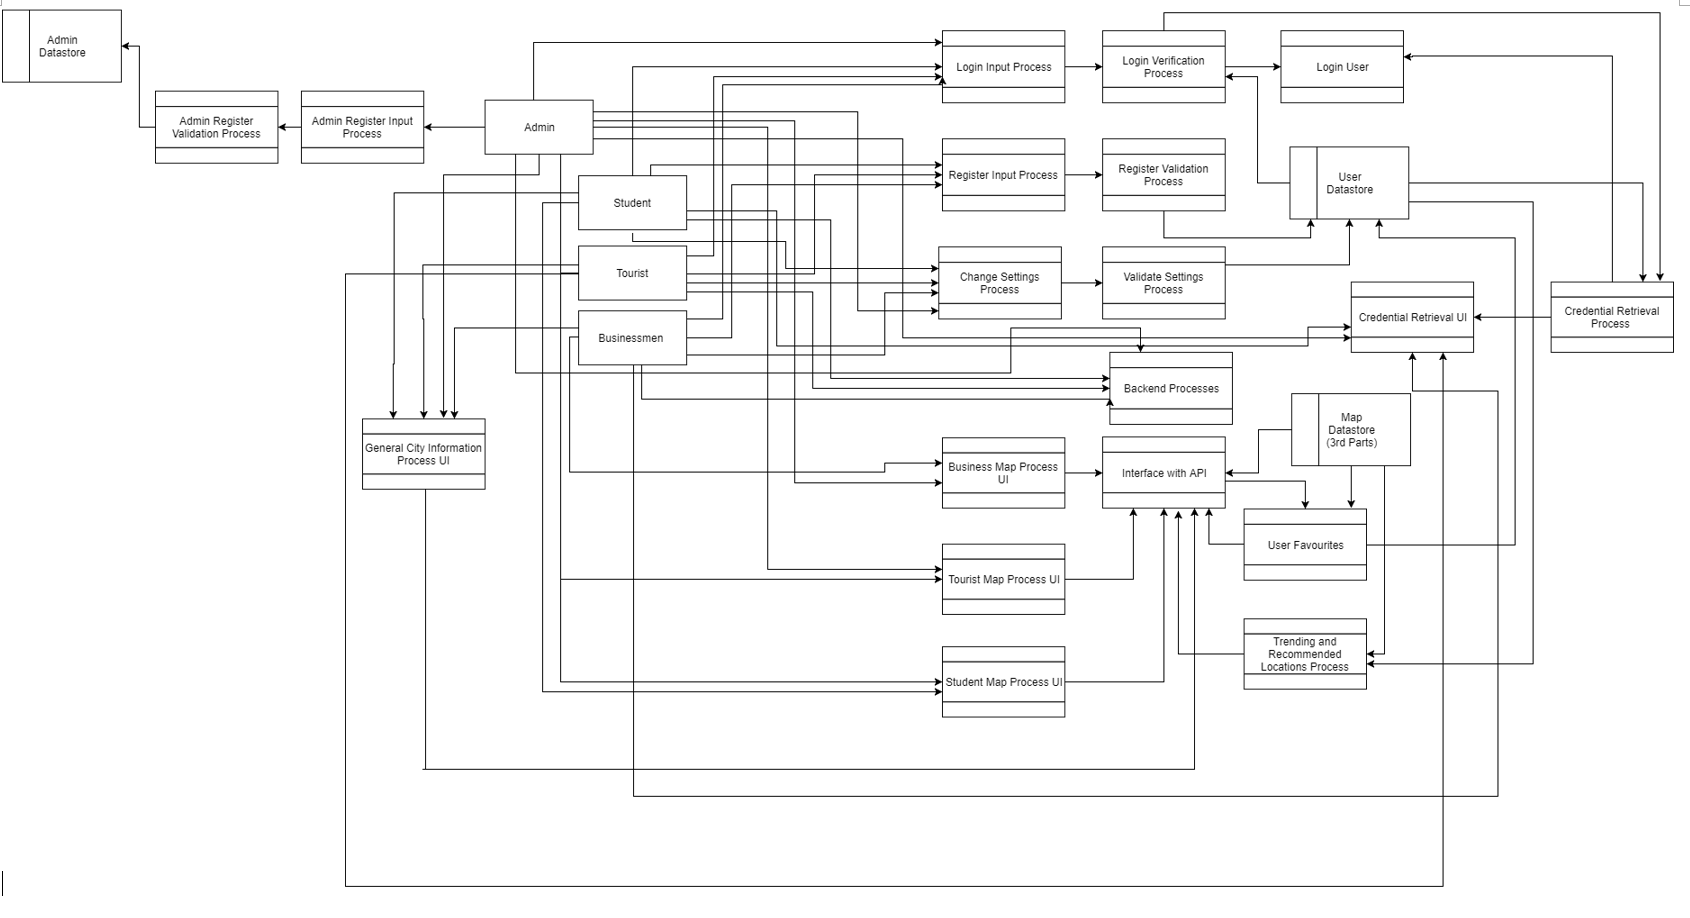 Admin
Datastore
Login Input Process
Login Verification
Process
Login User
Admin Register
Validation Process
Admin Register Input
Process
Admin
Register Input Process
Register Validation
Process
User
Datastore
Student
Tourist
Change Settings
Process
Validate Settings
Process
Credential Retrieval UI
Credential Retrieval
Process
Businessmen
Backend Processes
General City Information
Process UI
Map
Datastore
(3rd Parts)
Business Map Process
UI
Interface with API
User Favourites
Tourist Map Process UI
Trending and
Recommended
Locations Process
Student Map Process UI